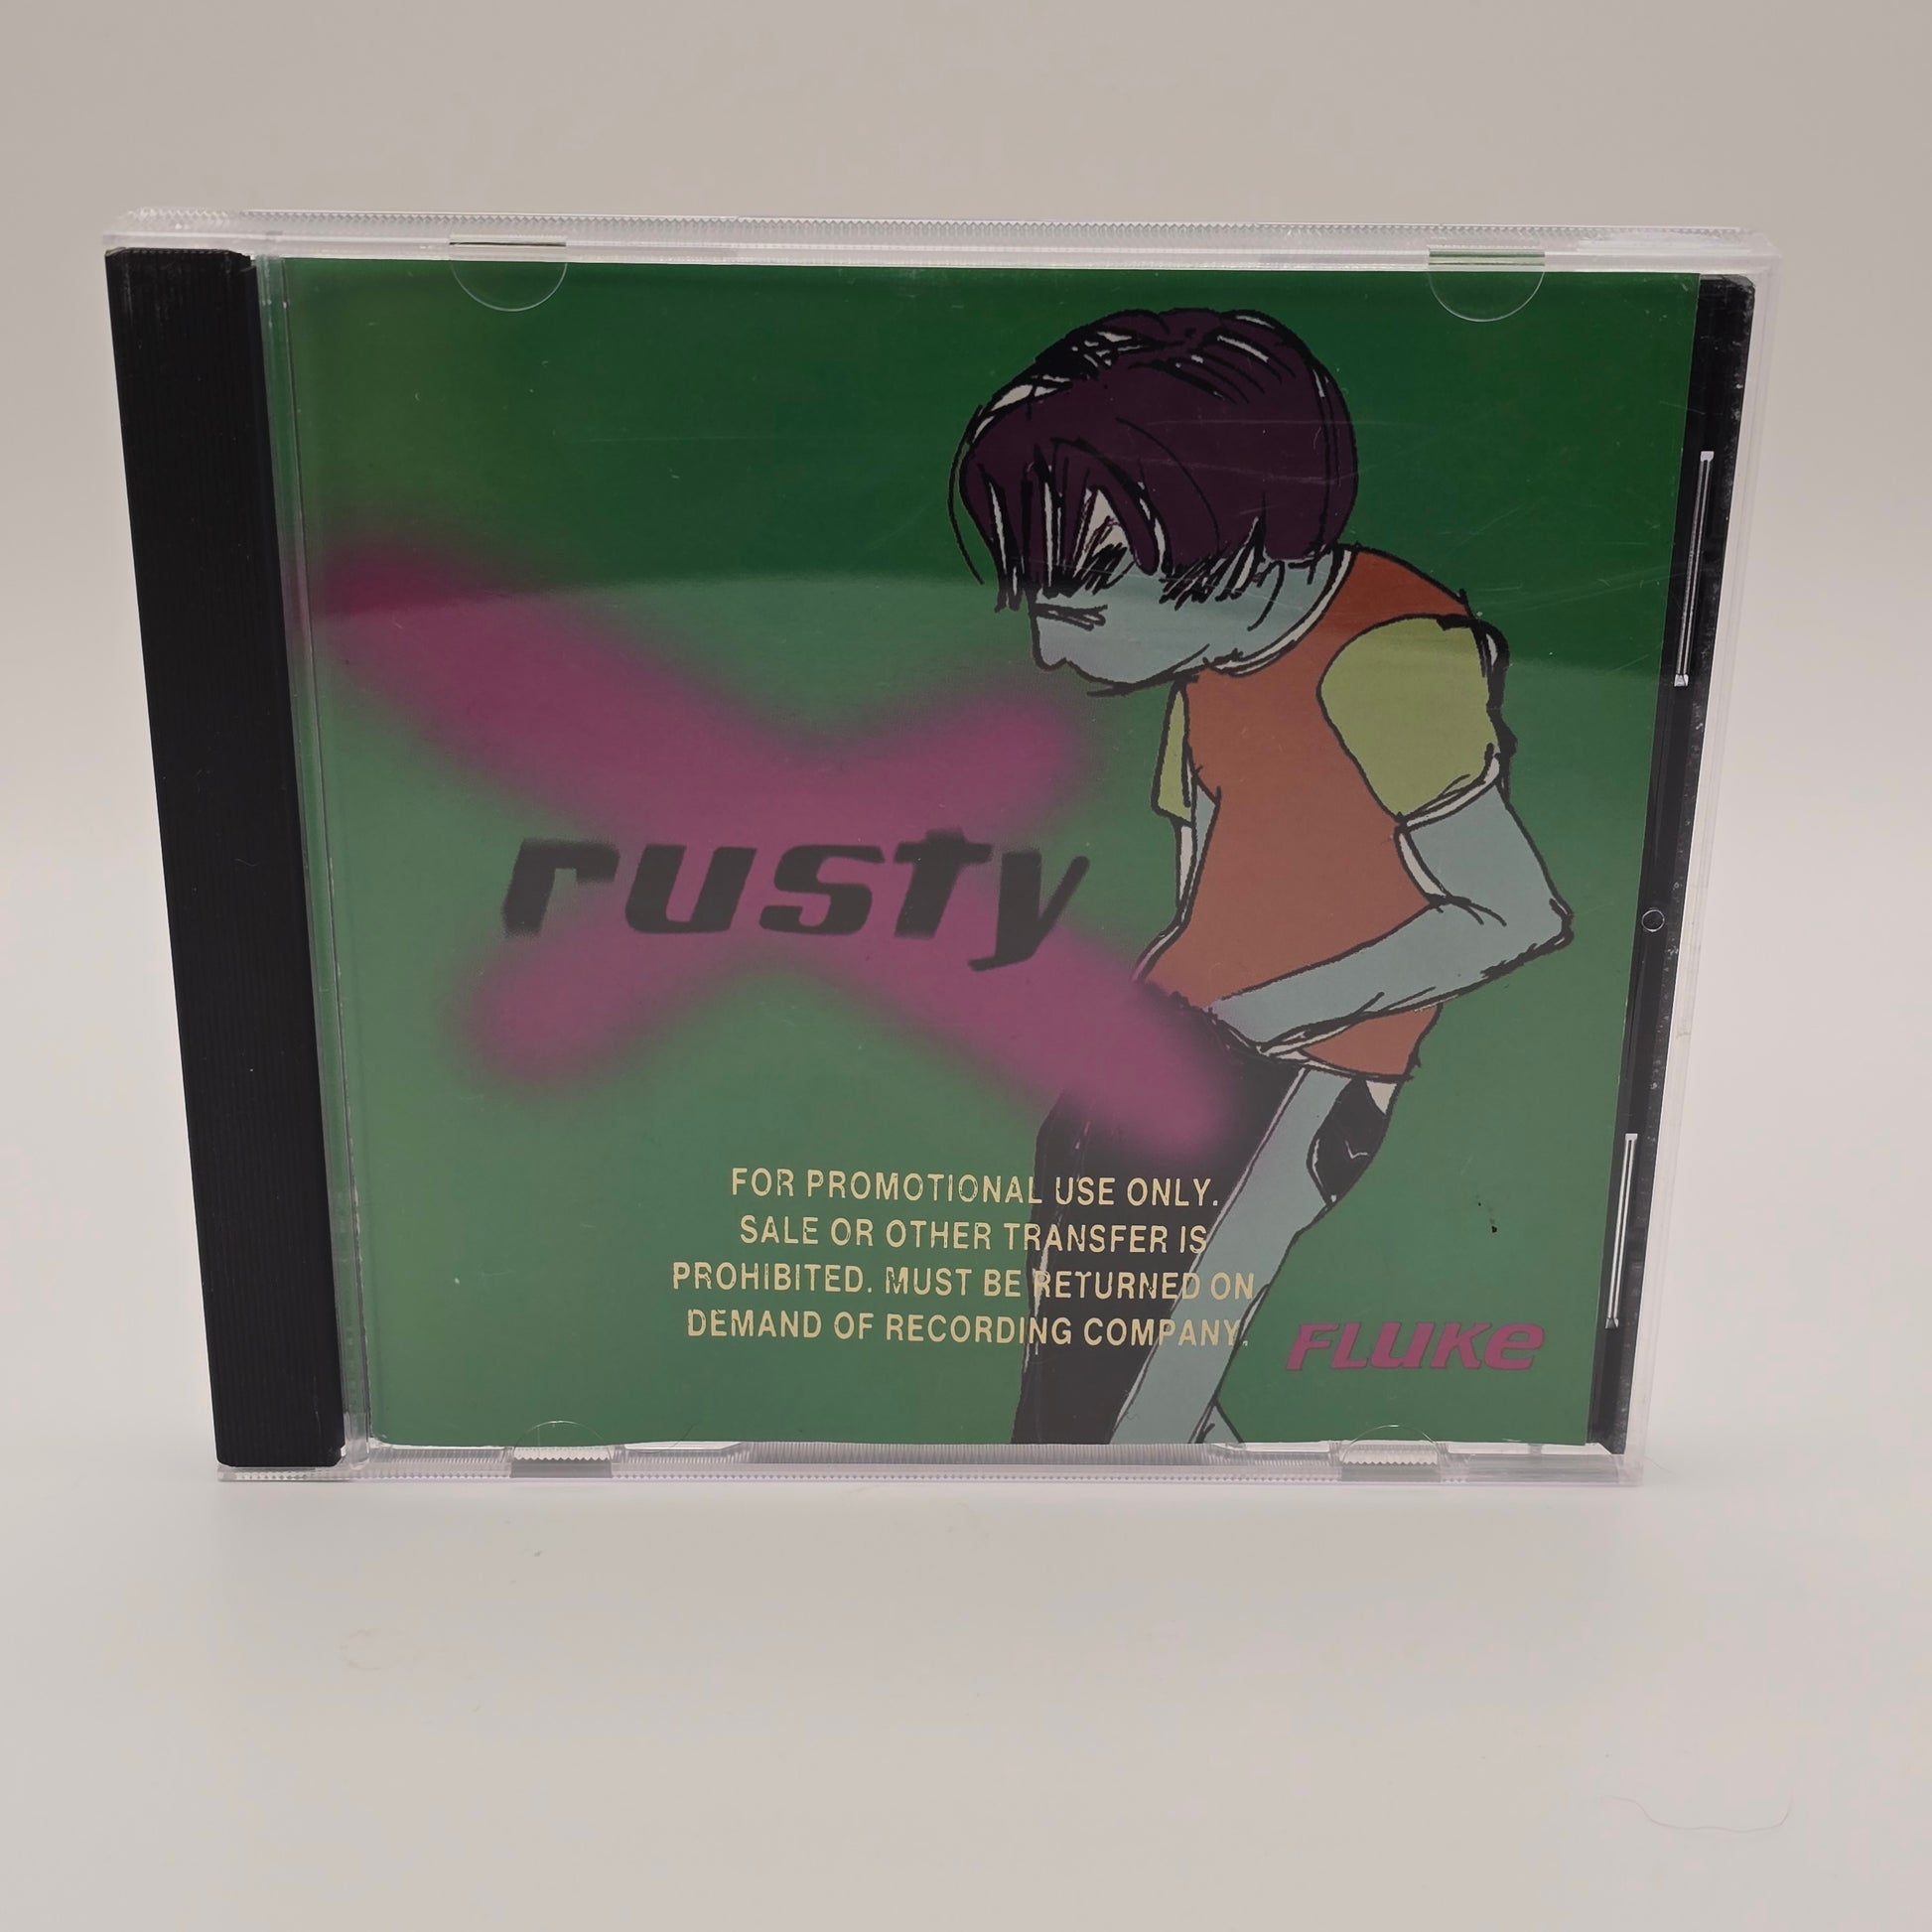 rusty
FOR PROMOTIONAL USE ONLY.
SALE OR OTHER TRANSFER IS
PROHIBITED. MUST BE RETURNED ON
DEMAND OF RECORDING COMPANY.
FLUKe